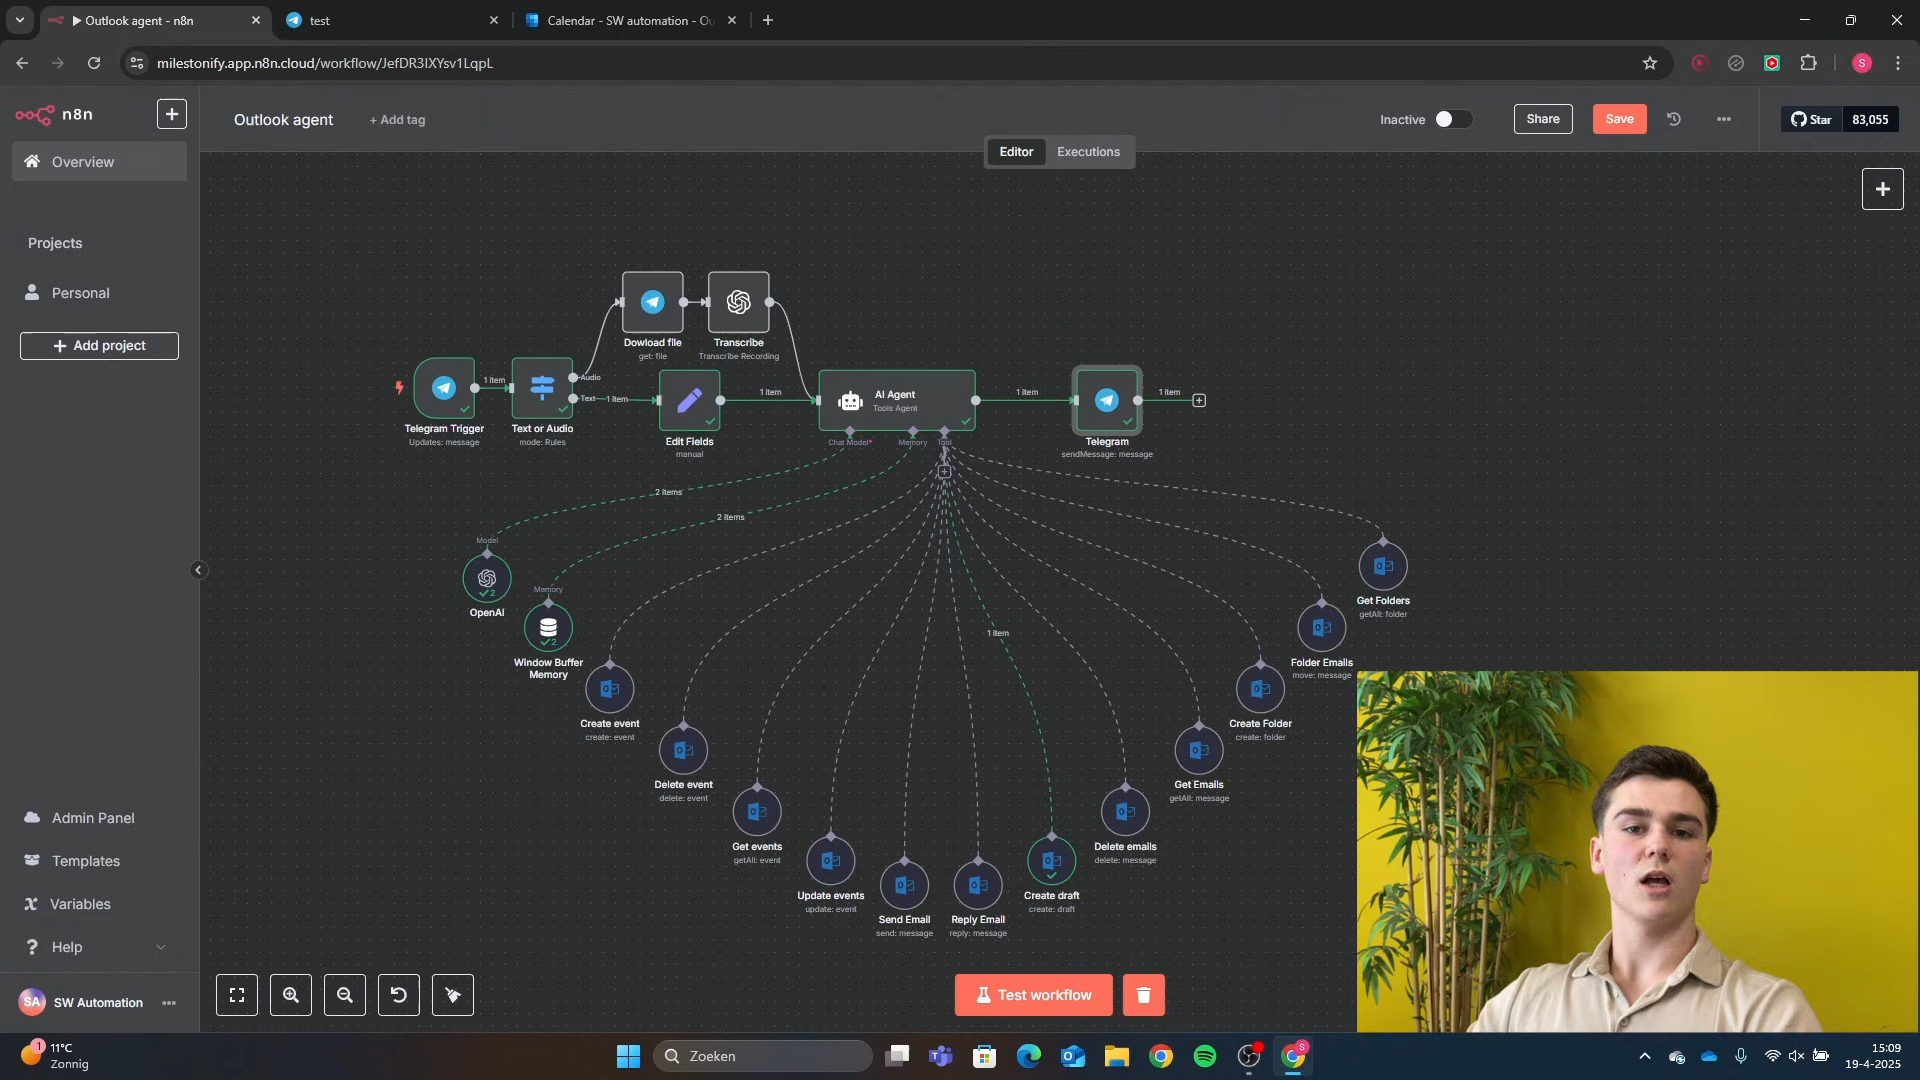 Outlook agent - n8n
test
Calendar - SW automation - Ou
milestonify.app.n8n.cloud/workflow/JefDR3IXYsv1LqpL
n8n
Outlook agent
+ Add tag
Inactive
Share
Save
Star
83,055
Editor
Executions
Overview
Projects
Personal
Add project
Admin Panel
Templates
Variables
Help
SA
SW Automation
Dowload file
get: file
Transcribe
Transcribe Recording
Audio
Text
1 item
1 item
1 item
1 item
1 item
Telegram Trigger
Updates: message
Text or Audio
mode: Rules
Edit Fields
manual
AI Agent
Tools Agent
Chat Model*
Memory
Tool
Telegram
sendMessage: message
2 items
2 items
Model
2
OpenAI
Memory
2
Window Buffer
Memory
1 item
Create event
create: event
Delete event
delete: event
Get events
getAll: event
Update events
update: event
Send Email
send: message
Reply Email
reply: message
Create draft
create: draft
Delete emails
delete: message
Get Emails
getAll: message
Create Folder
create: folder
Folder Emails
move: message
Get Folders
getAll: folder
Test workflow
1
11°C
Zonnig
Zoeken
S
S
15:09
19-4-2025